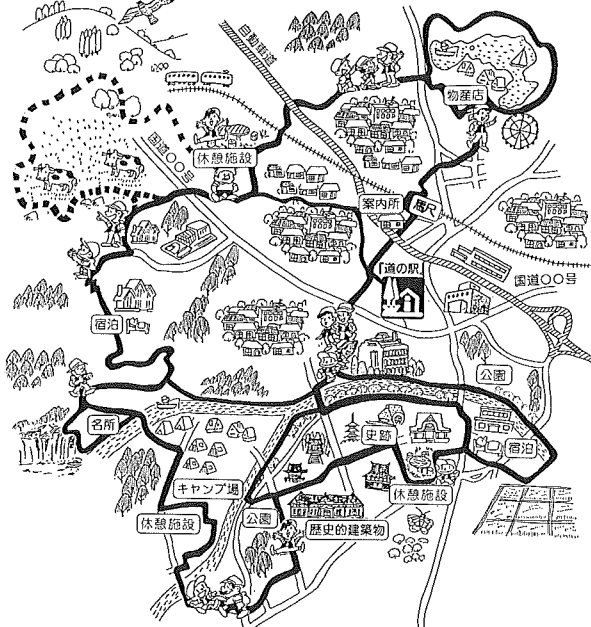 自動車道
物産店
国道〇〇号
休憩施設
案内所
「道の駅」
国道〇〇号
宿泊
公園
名所
史跡
宿泊
キャンプ場
休憩施設
公園
休憩施設
歴史的建築物